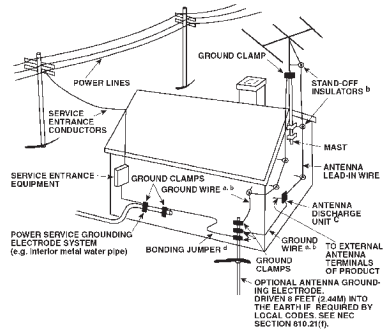 GROUND CLAMP
POWER LINES
STAND-OFF
INSULATORS b
SERVICE
ENTRANCE
CONDUCTORS
MAST
ANTENNA
LEAD-IN WIRE
SERVICE ENTRANCE
EQUIPMENT
GROUND CLAMPS
GROUND WIRE a, b
ANTENNA
DISCHARGE
UNIT C
POWER SERVICE GROUNDING
ELECTRODE SYSTEM
(e.g. interior metal water pipe)
BONDING JUMPER d
GROUND
WIRE a, b
TO EXTERNAL
ANTENNA
TERMINALS
OF PRODUCT
GROUND
CLAMPS
OPTIONAL ANTENNA GROUND-
ING ELECTRODE.
DRIVEN 8 FEET (2.44M) INTO
THE EARTH IF REQUIRED BY
LOCAL CODES. SEE NEC
SECTION 810.21(f).